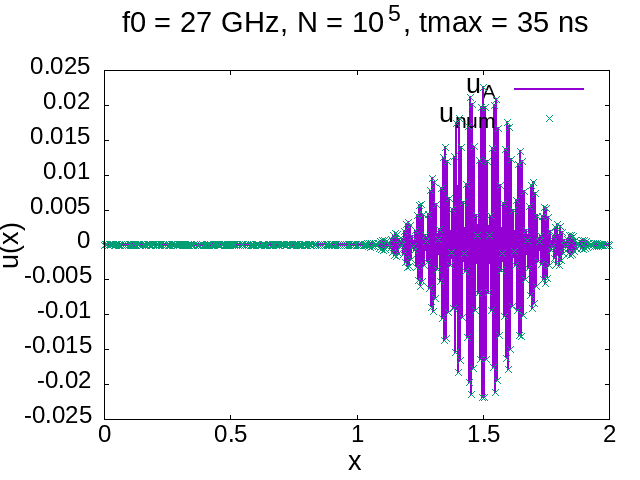 f0 = 27 GHz, N = 10^5, tmax = 35 ns
u_A
u_num
0.025
0.02
0.015
0.01
0.005
0
-0.005
-0.01
-0.015
-0.02
-0.025
u(x)
0 0.5 1 1.5 2
x